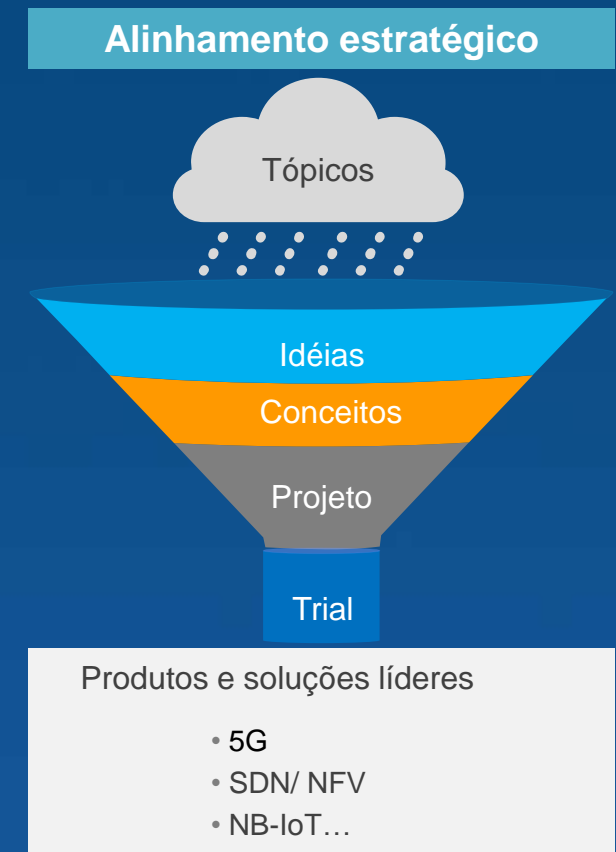 Alinhamento estratégico
Tópicos
Idéias
Conceitos
Projeto
Trial
Produtos e soluções líderes
• 5G
• SDN/ NFV
• NB-IoT…